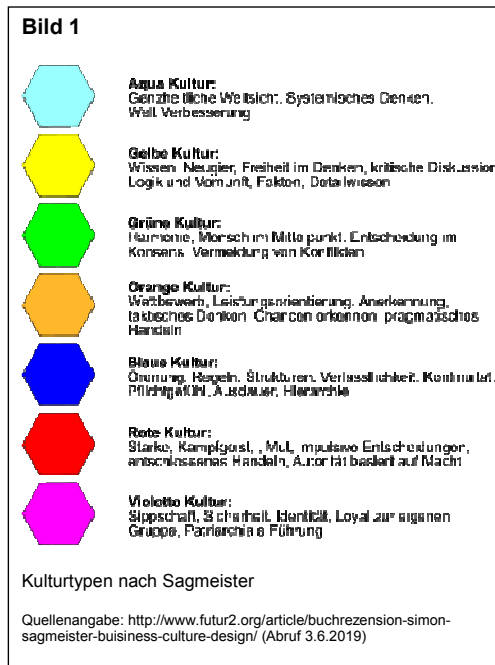 Bild 1
Aqua Kultur:
Ganzheitliche Weltsicht, Systemisches Denken,
Welt Verbesserung
Gelbe Kultur:
Wissen, Neugier, Freiheit im Denken, kritische Diskussion
Logik und Vernunft, Fakten, Detailwissen
Grüne Kultur:
Harmonie, Mensch im Mittelpunkt, Entscheidung im
Konsens, Vermeidung von Konflikten
Orange Kultur:
Wettbewerb, Leistungsorientierung, Anerkennung,
taktisches Denken, Chancen erkennen, pragmatisches
Handeln
Blaue Kultur:
Ordnung, Regeln, Strukturen, Verlässlichkeit, Kontinuität,
Pflichtgefühl, Ausdauer, Hierarchie
Rote Kultur:
Stärke, Kampfgeist, , Mut, impulsive Entscheidungen,
entschlossenes Handeln, Autorität basiert auf Macht
Violette Kultur:
Sippschaft, Sicherheit, Identität, Loyal zur eigenen
Gruppe, Patriarchale Führung
Kulturtypen nach Sagmeister
Quellenangabe: http://www.futur2.org/article/buchrezension-simon-
sagmeister-buisiness-culture-design/ (Abruf 3.6.2019)